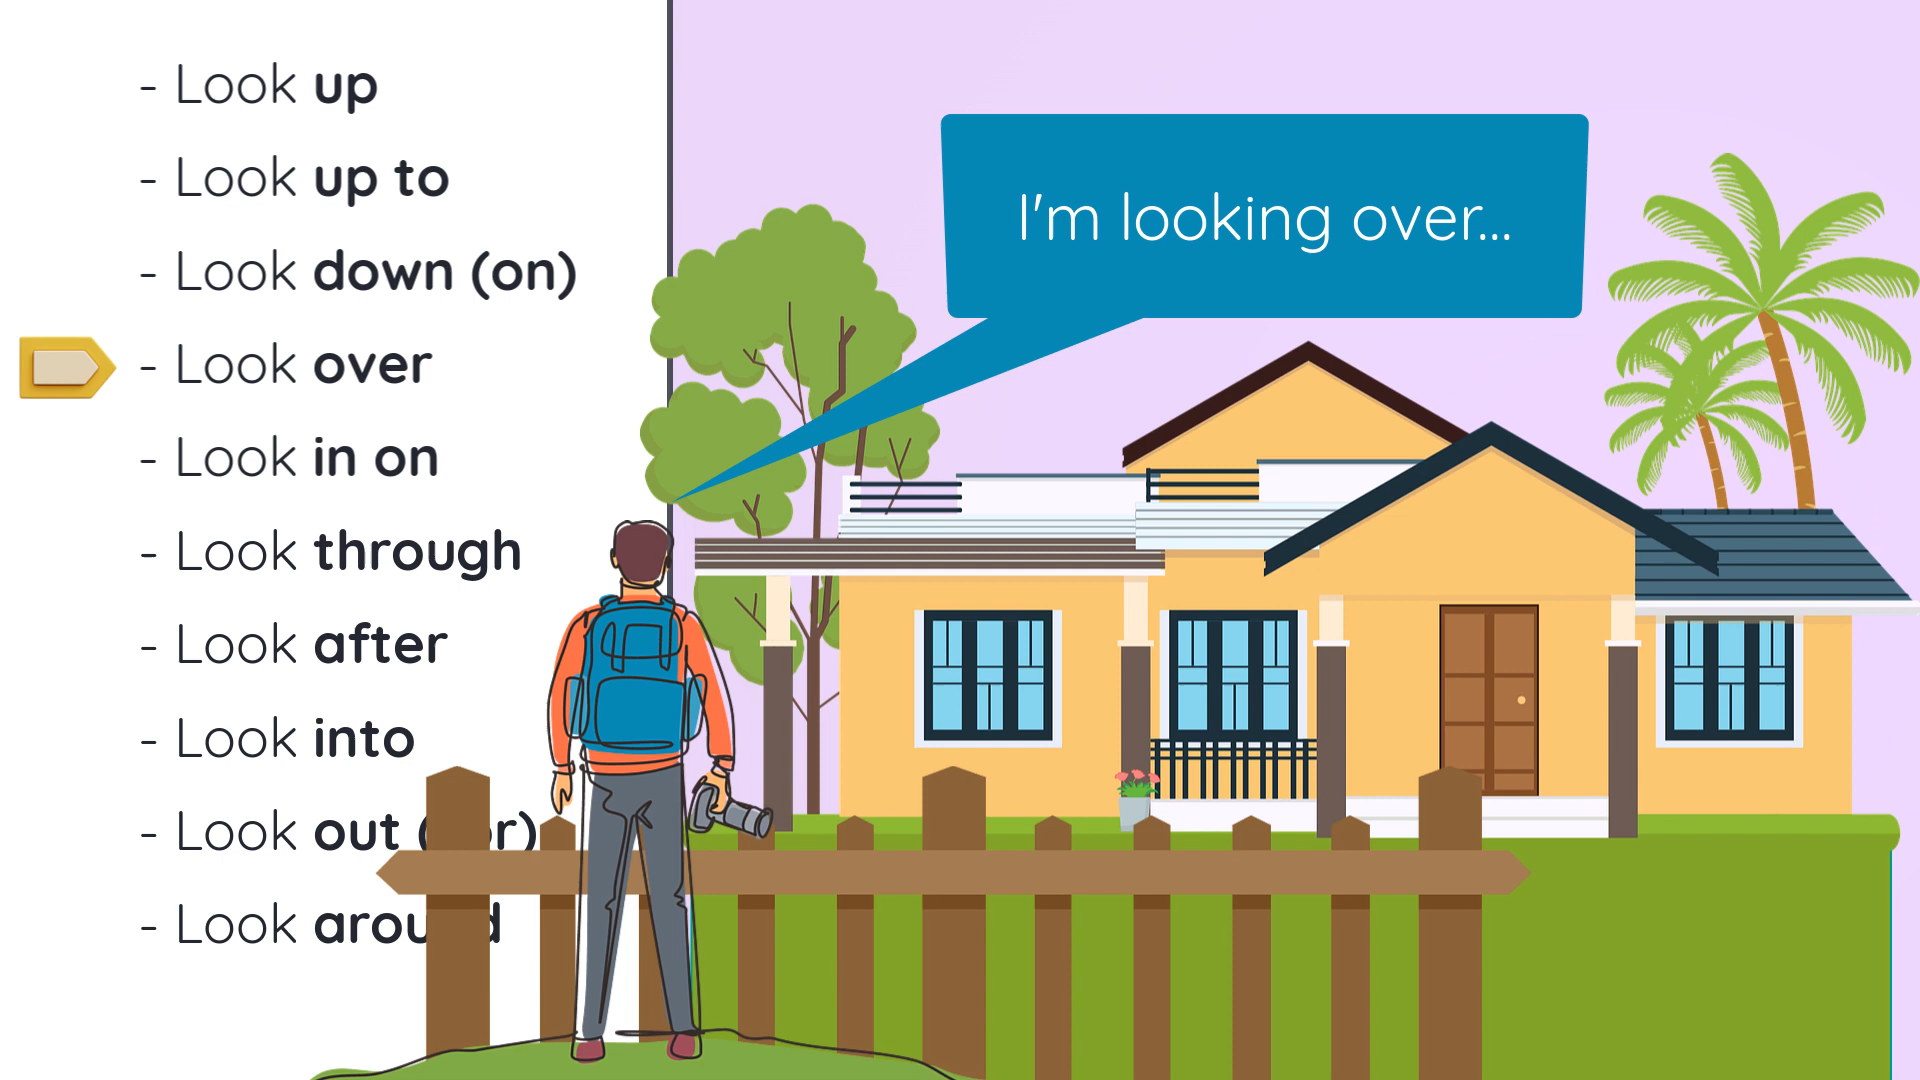 - Look up
- Look up to
- Look down (on)
- Look over
- Look in on
- Look through
- Look after
- Look into
- Look out
- Look
I'm looking over...